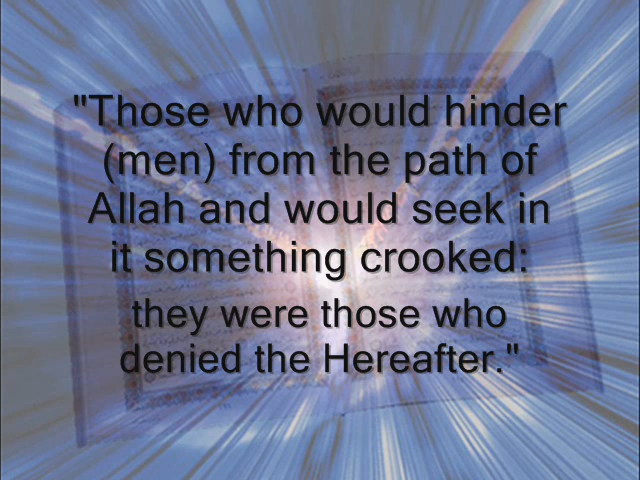 "Those who would hinder
(men) from the path of
Allah and would seek in
it something crooked:
they were those who
denied the Hereafter."